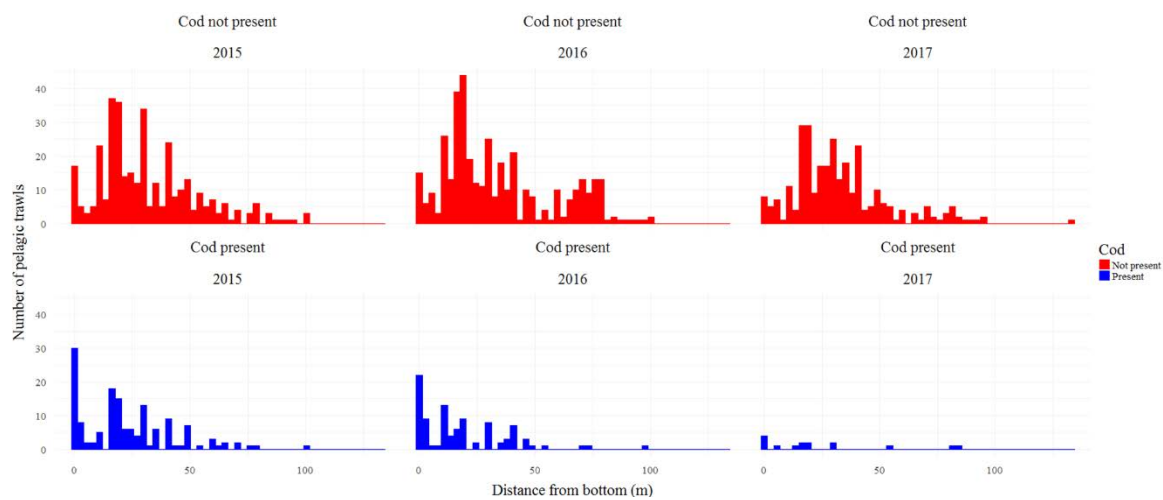 Cod not present Cod not present Cod not present
2015 2016 2017
40
30
20
10
0
Cod present Cod present Cod present
2015 2016 2017
40
30
20
10
0
0 50 100 0 50 100 0 50 100
Number of pelagic trawls
Distance from bottom (m)
Cod
Not present
Present